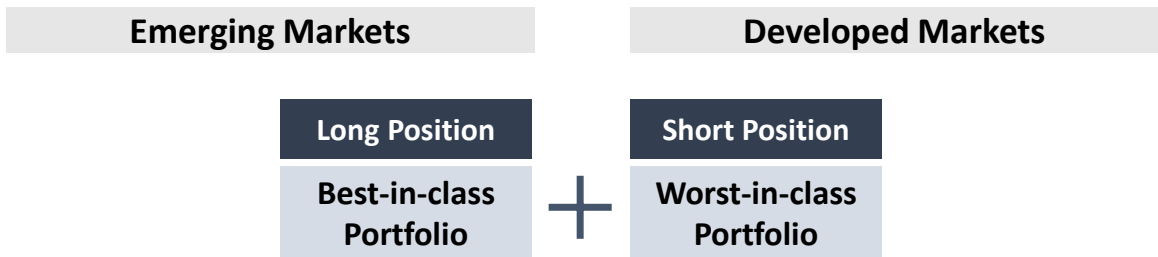 Emerging Markets
Developed Markets
Long Position
Short Position
Best-in-class
Portfolio
+
Worst-in-class
Portfolio